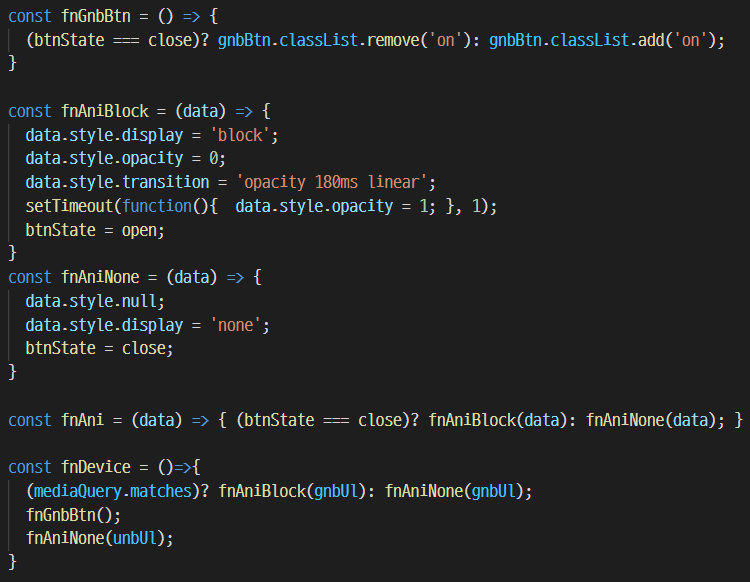 const fnGnbBtn = () => {
  (btnState === close)? gnbBtn.classList.remove('on'): gnbBtn.classList.add('on');
}

const fnAniBlock = (data) => {
  data.style.display = 'block';
  data.style.opacity = 0;
  data.style.transition = 'opacity 180ms linear';
  setTimeout(function(){  data.style.opacity = 1; }, 1);
  btnState = open;
}
const fnAniNone = (data) => {
  data.style.null;
  data.style.display = 'none';
  btnState = close;
}

const fnAni = (data) => { (btnState === close)? fnAniBlock(data): fnAniNone(data); }

const fnDevice = ()=>{
  (mediaQuery.matches)? fnAniBlock(gnbUl): fnAniNone(gnbUl);
  fnGnbBtn();
  fnAniNone(unbUl);
}